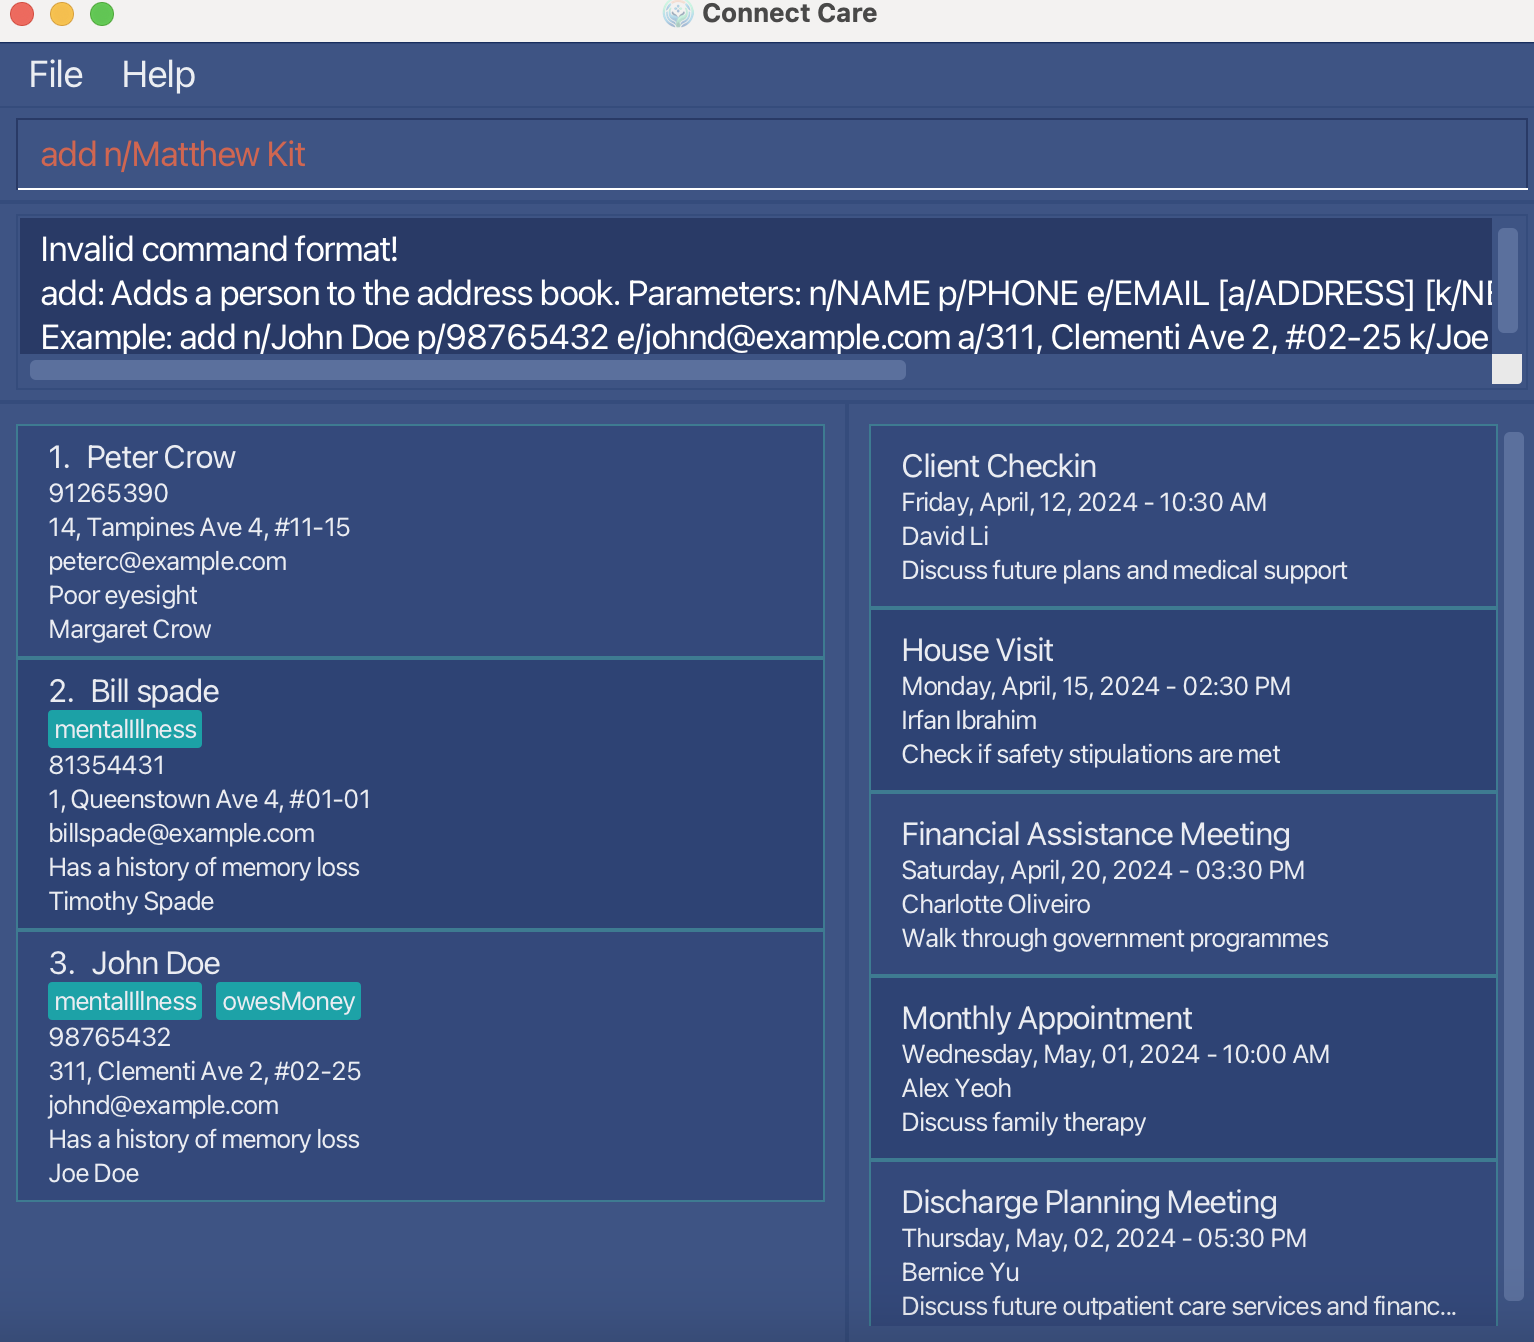 Connect Care
File Help
add n/Matthew Kit
Invalid command format!
add: Adds a person to the address book. Parameters: n/NAME p/PHONE e/EMAIL [a/ADDRESS] [k/NE
Example: add n/John Doe p/98765432 e/johnd@example.com a/311, Clementi Ave 2, #02-25 k/Joe
1. Peter Crow
91265390
14, Tampines Ave 4, #11-15
peterc@example.com
Poor eyesight
Margaret Crow
2. Bill spade
mentalIllness
81354431
1, Queenstown Ave 4, #01-01
billspade@example.com
Has a history of memory loss
Timothy Spade
3. John Doe
mentalIllness owesMoney
98765432
311, Clementi Ave 2, #02-25
johnd@example.com
Has a history of memory loss
Joe Doe
Client Checkin
Friday, April, 12, 2024 - 10:30 AM
David Li
Discuss future plans and medical support
House Visit
Monday, April, 15, 2024 - 02:30 PM
Irfan Ibrahim
Check if safety stipulations are met
Financial Assistance Meeting
Saturday, April, 20, 2024 - 03:30 PM
Charlotte Oliveiro
Walk through government programmes
Monthly Appointment
Wednesday, May, 01, 2024 - 10:00 AM
Alex Yeoh
Discuss family therapy
Discharge Planning Meeting
Thursday, May, 02, 2024 - 05:30 PM
Bernice Yu
Discuss future outpatient care services and financ...